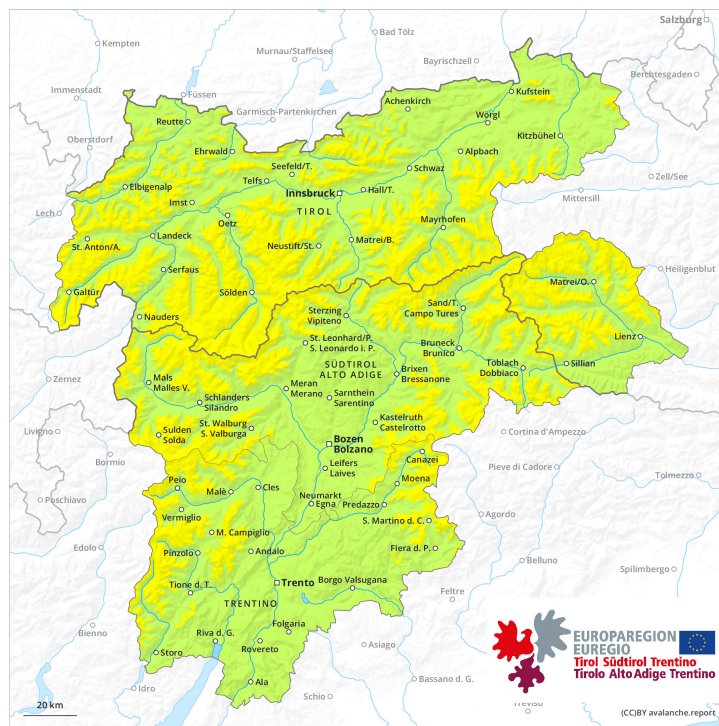 Salzburg
Kempten
Bad Tölz
Murnau/Staffelsee
Bayrischzell
Berchtesgaden
Immenstadt
Füssen
Achenkirch
Kufstein
Reutte
Garmisch-Partenkirchen
Wörgl
Oberstdorf
Kitzbühel
Ehrwald
Seefeld/T.
Alpbach
Telfs
Schwaz
Zell/See
Elbigenalp
Innsbruck
Hall/T.
Mittersill
Imst
TIROL
Lech
Oetz
Mayrhofen
St. Anton/A.
Landeck
Neustift/St.
Matrei/B.
Serfaus
Heiligenblut
Galtür
Sölden
Matrei/O.
Nauders
Sterzing
Vipiteno
Sand/T.
Campo Tures
St. Leonhard/P.
S. Leonardo i. P.
Bruneck
Brunico
Lienz
SÜDTIROL
ALTO ADIGE
Toblach
Dobbiaco
Sillian
Zernez
Mals
Malles V.
Meran
Merano
Brixen
Bressanone
Schlanders
Silandro
Sarnthein
Sarentino
St. Walburg
S. Valburga
Kastelruth
Castelrotto
Livigno
Sulden
Solda
Cortina d'Ampezzo
Bozen
Bolzano
Bormio
Canazei
Leifers
Laives
Pieve di Cadore
Peio
Moena
Tolmezzo
Poschiavo
Malè
Cles
Neumarkt
Egna
Predazzo
Vermiglio
S. Martino d. C.
Agordo
M. Campiglio
Edolo
Pinzolo
Andalo
Fiera d. P.
Belluno
Spilimbergo
Tione d. T.
Trento
Borgo Valsugana
Feltre
TRENTINO
Bienno
Folgaria
Riva d. G.
Storo
Rovereto
Asiago
EUROPAREGION
EUREGIO
Tirol Südtirol Trentino
Tirolo Alto Adige Trentino
Idro
Ala
Bassano d. G.
Schio
Treviso
20 km
(CC)BY avalanche.report